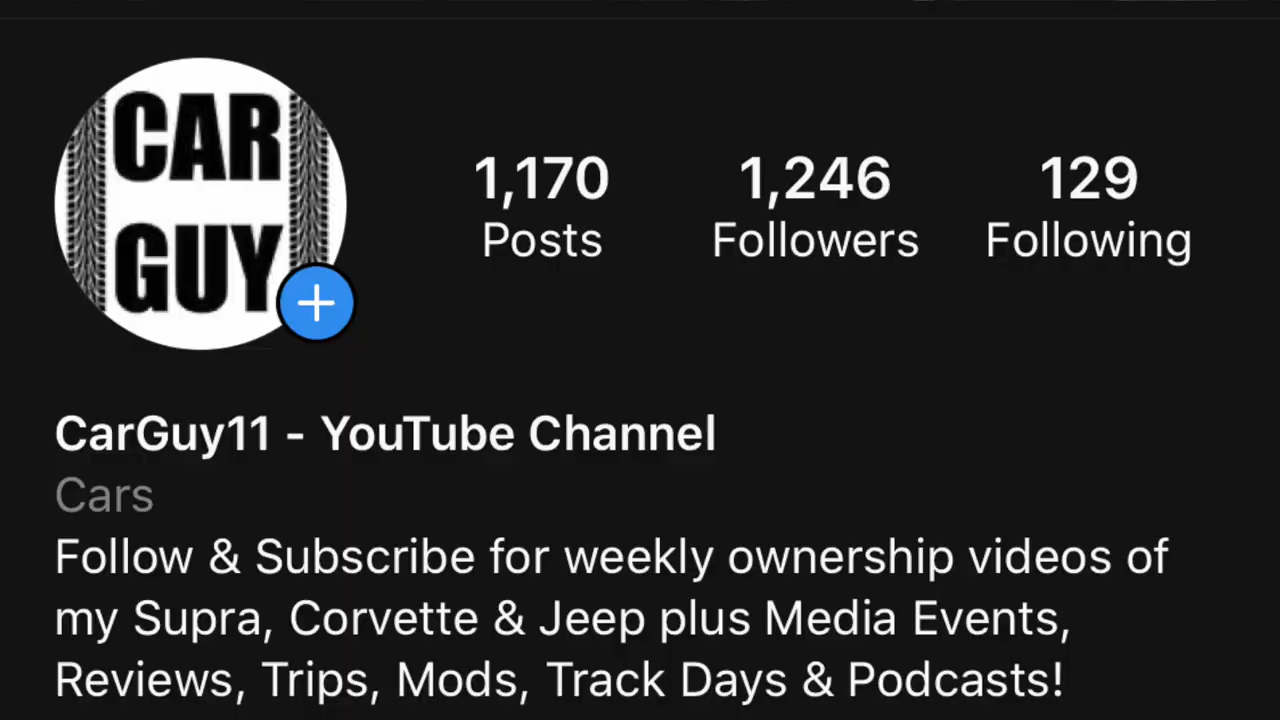 CAR
GUY
1,170
Posts
1,246
Followers
129
Following
CarGuy11 - YouTube Channel
Cars
Follow & Subscribe for weekly ownership videos of
my Supra, Corvette & Jeep plus Media Events,
Reviews, Trips, Mods, Track Days & Podcasts!